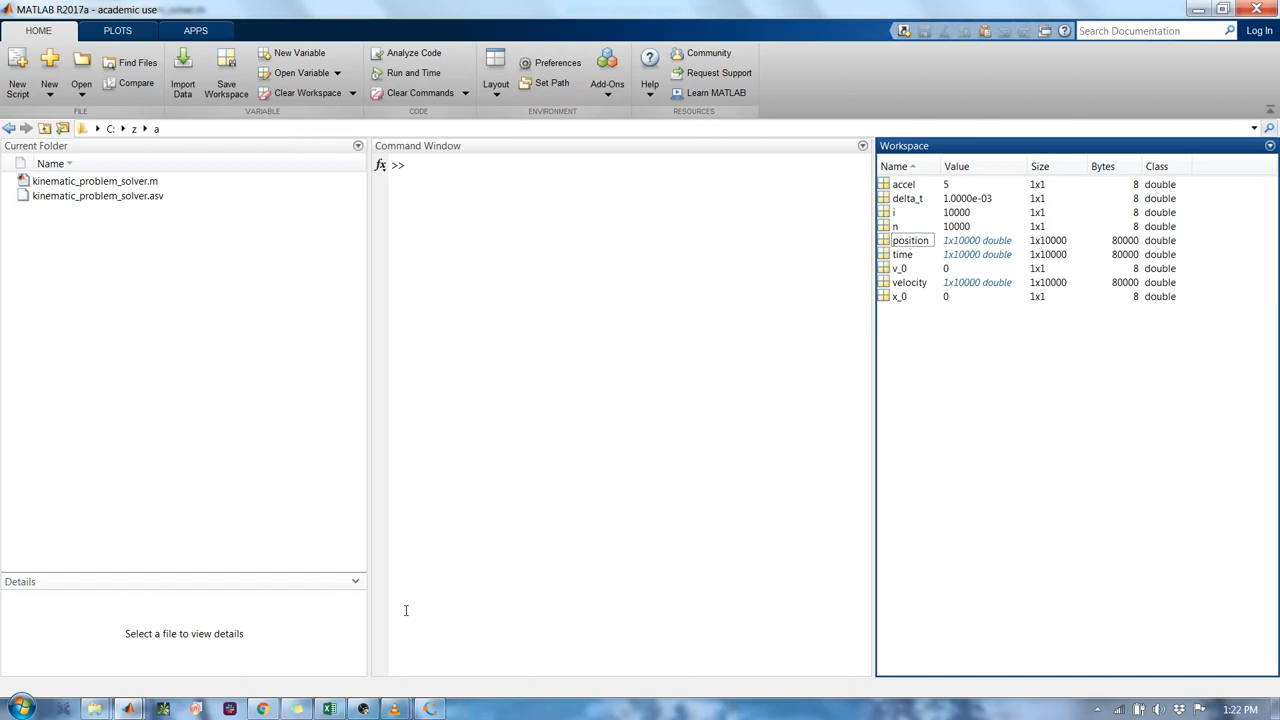 MATLAB R2017a - academic use
HOME PLOTS APPS
Search Documentation
Log In
New Script
New
Open
Find Files
Compare
Import Data
Save Workspace
New Variable
Open Variable
Clear Workspace
Analyze Code
Run and Time
Clear Commands
Layout
Preferences
Set Path
Add-Ons
Help
Community
Request Support
Learn MATLAB
FILE VARIABLE CODE ENVIRONMENT RESOURCES
C: z a
Current Folder
Name
kinematic_problem_solver.m
kinematic_problem_solver.asv
Details
Select a file to view details
Command Window
fx >>
Workspace
Name Value Size Bytes Class
accel 5 1x1 8 double
delta_t 1.0000e-03 1x1 8 double
i 10000 1x1 8 double
n 10000 1x1 8 double
position 1x10000 double 1x10000 80000 double
time 1x10000 double 1x10000 80000 double
v_0 0 1x1 8 double
velocity 1x10000 double 1x10000 80000 double
x_0 0 1x1 8 double
1:22 PM